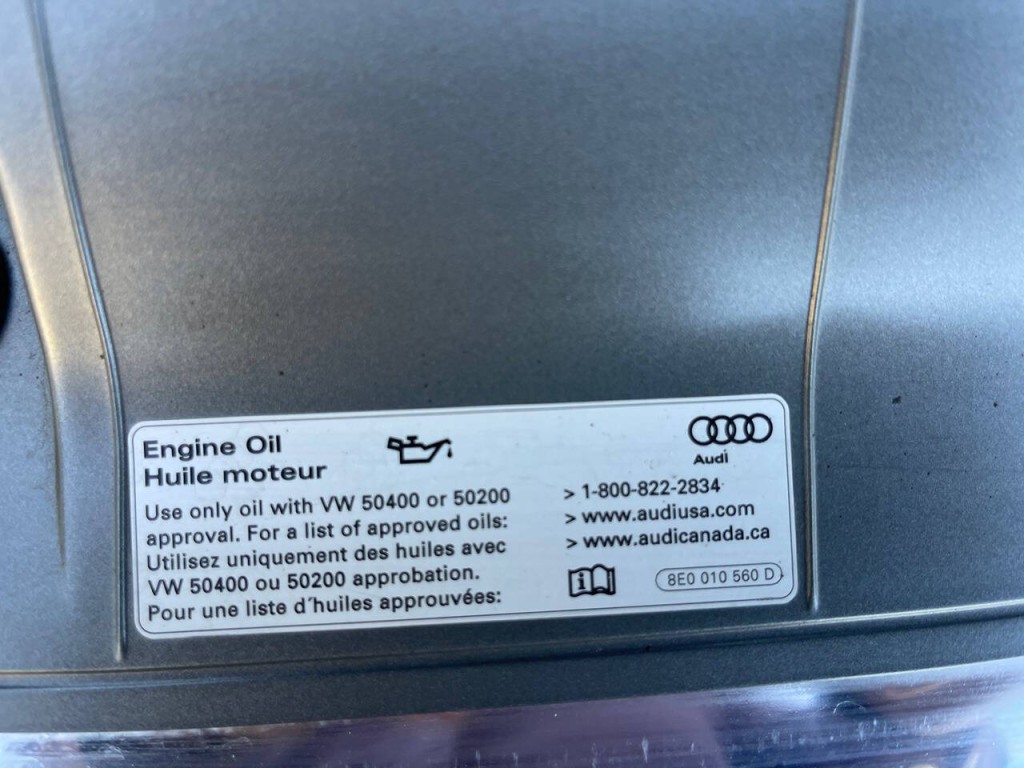 Engine Oil
Huile moteur
Use only oil with VW 50400 or 50200
approval. For a list of approved oils:
Utilisez uniquement des huiles avec
VW 50400 ou 50200 approbation.
Pour une liste d´huiles approuvées:
Audi
> 1-800-822-2834
> www.audiusa.com
> www.audicanada.ca
i
8E0 010 560 D